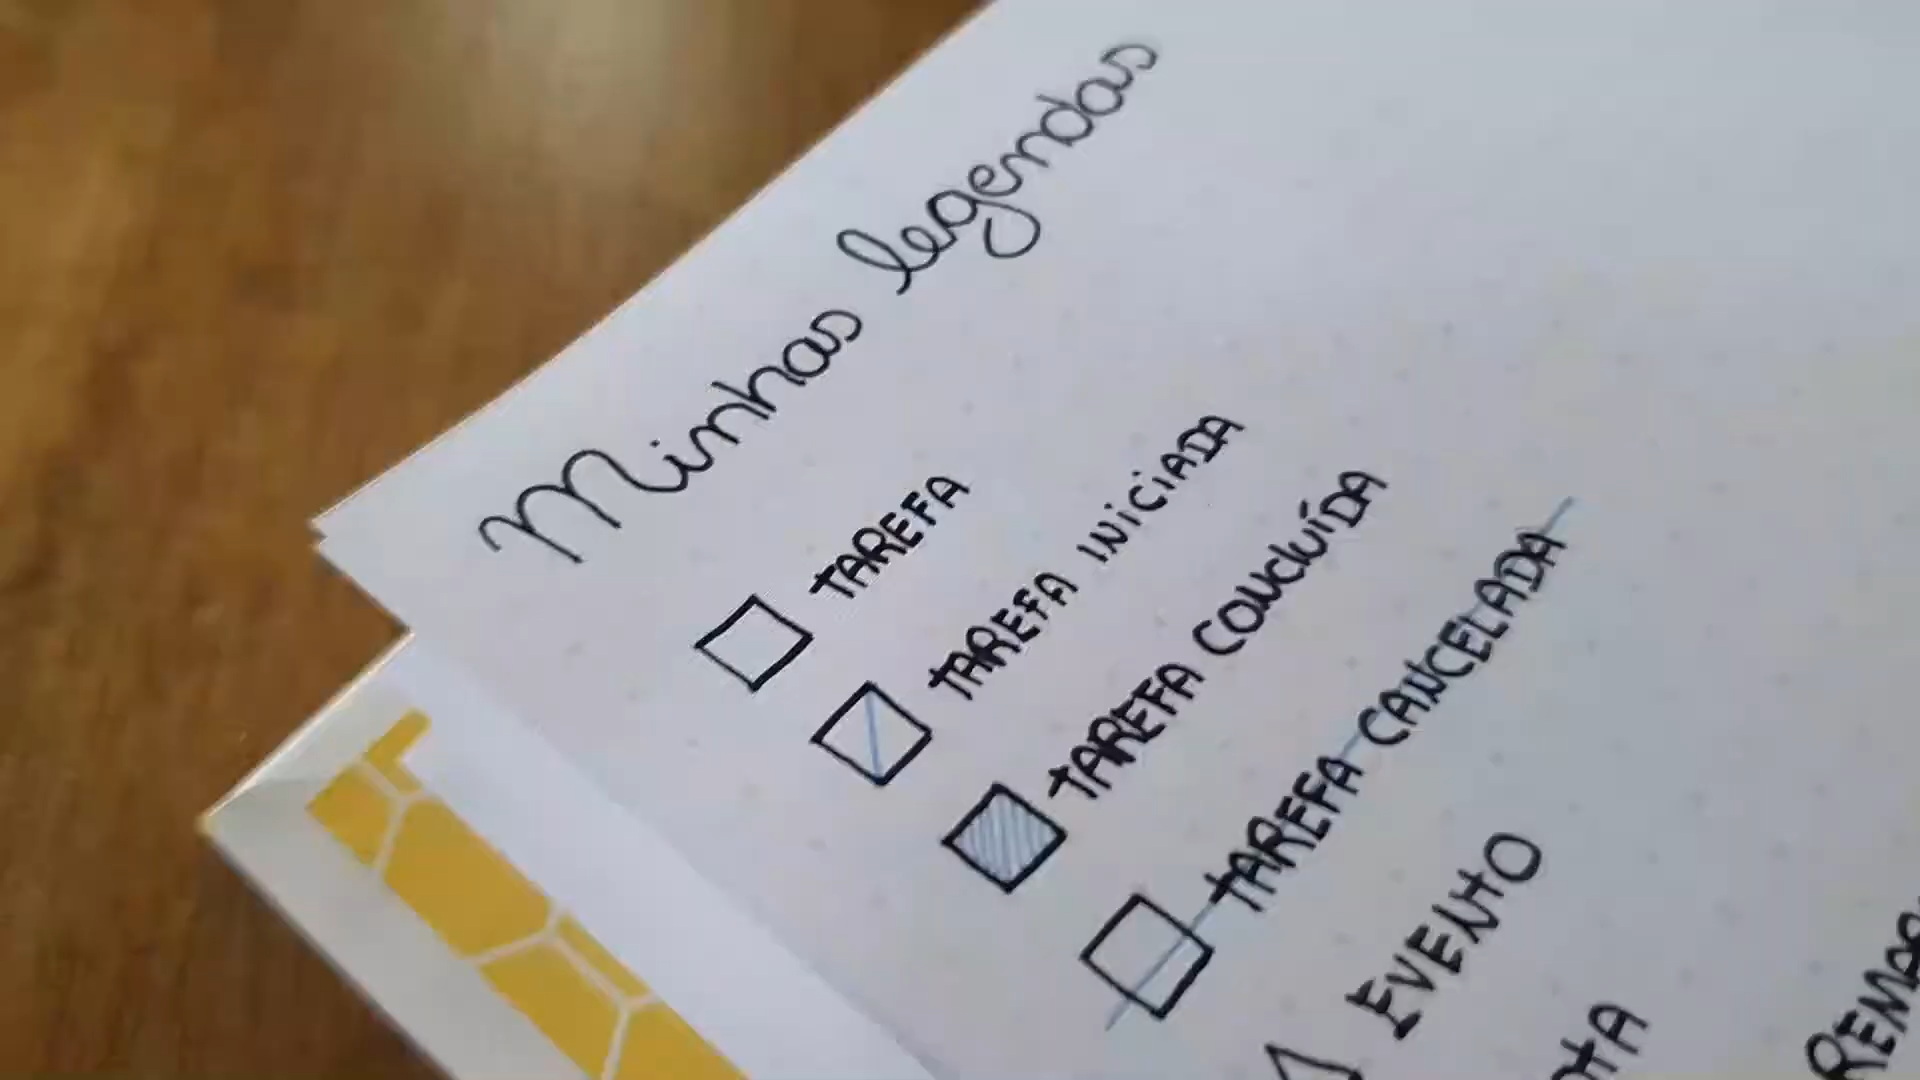 Minhas legendas
TAREFA
TAREFA INICIADA
TAREFA CONCLUÍDA
TAREFA CANCELADA
EVENTO